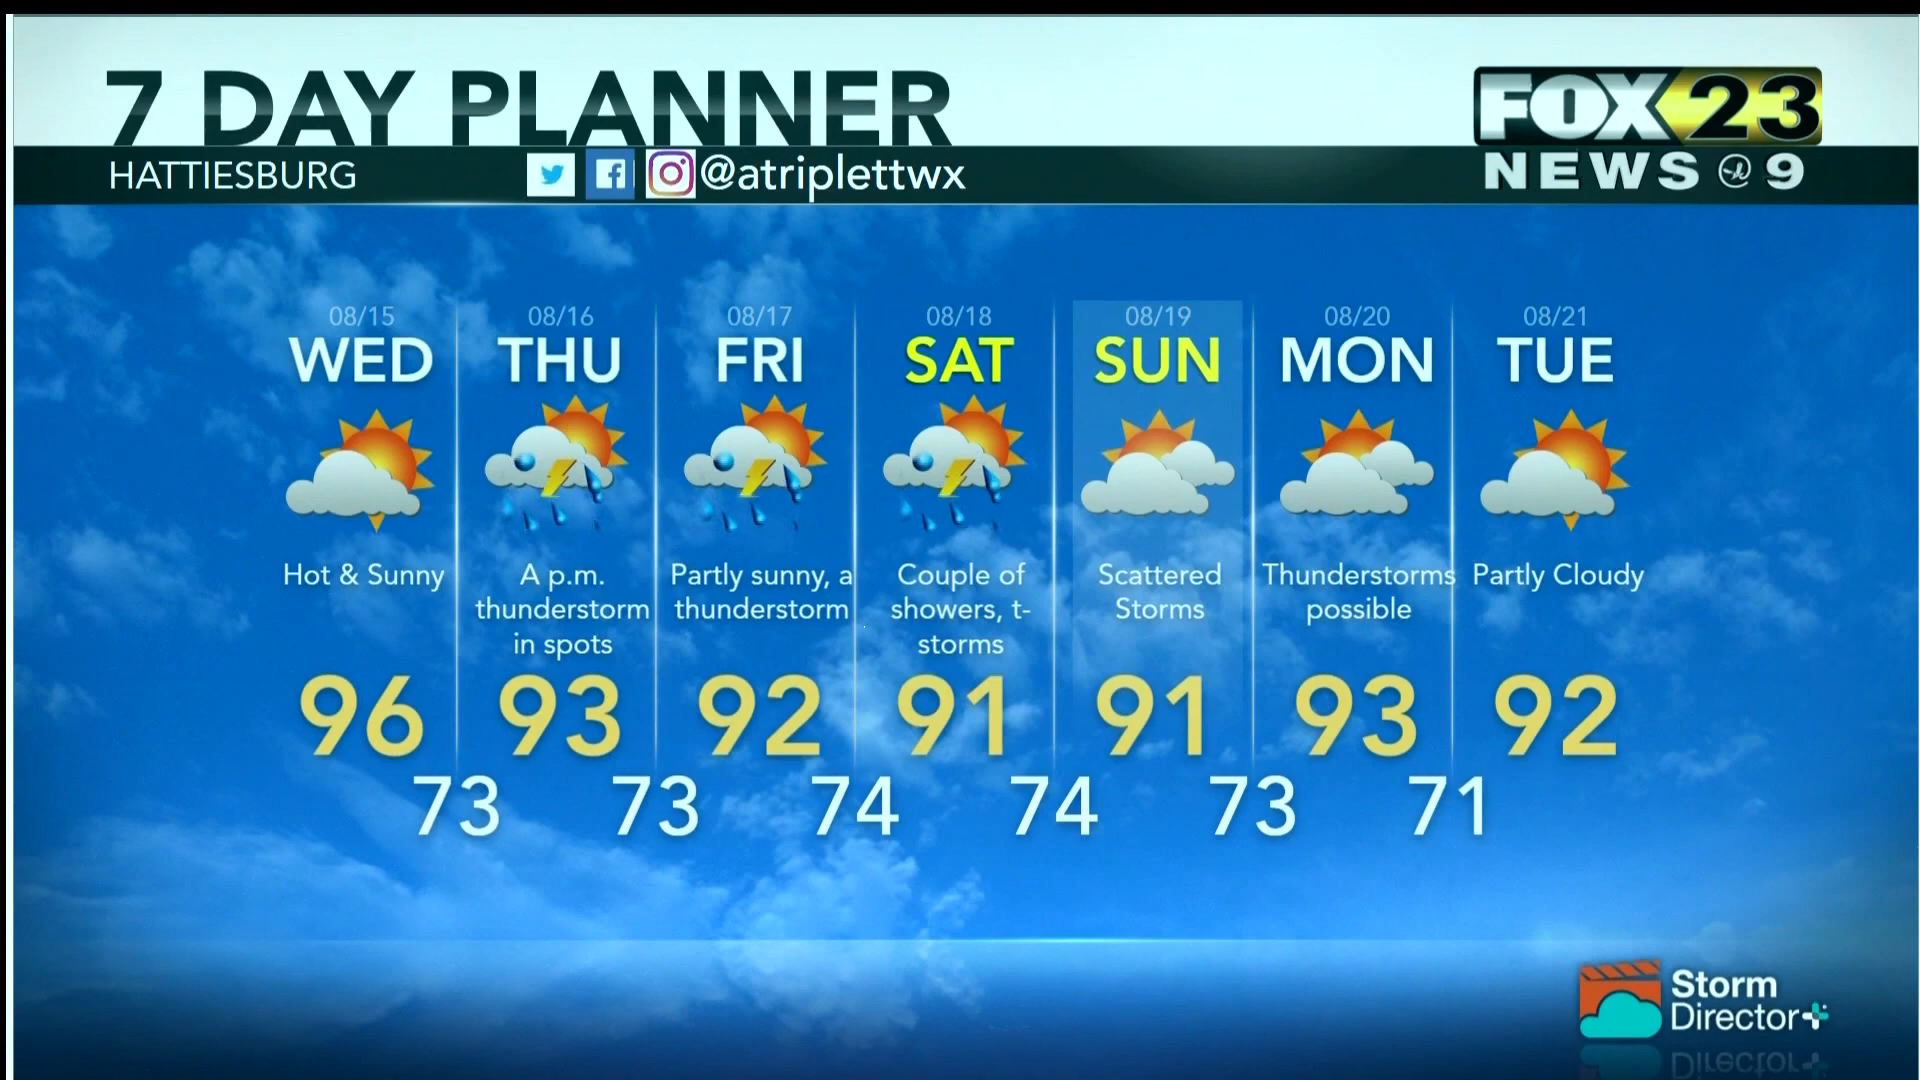 7 DAY PLANNER
HATTIESBURG
@atriplettwx
FOX 23
NEWS @ 9
08/15
WED
Hot & Sunny
96
08/16
THU
A p.m.
thunderstorm
in spots
93
08/17
FRI
Partly sunny, a
thunderstorm
92
08/18
SAT
Couple of
showers, t-
storms
91
08/19
SUN
Scattered
Storms
91
08/20
MON
Thunderstorms
possible
93
08/21
TUE
Partly Cloudy
92
73 73 74 74 73 71
Storm
Director+